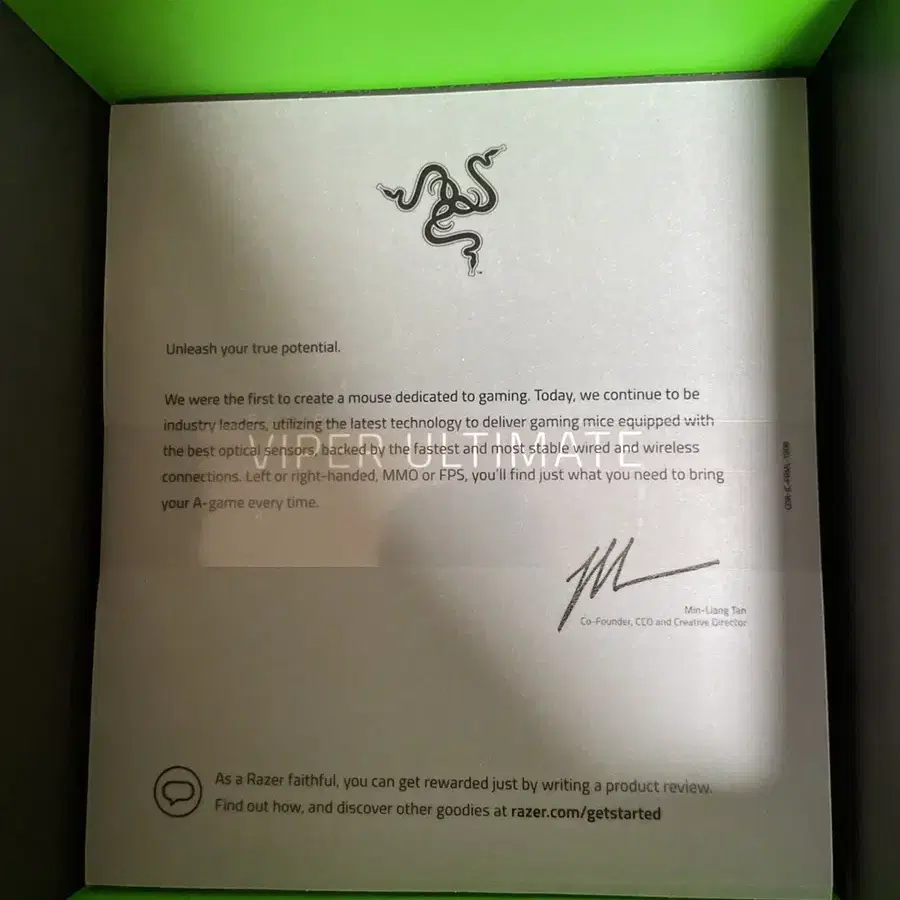 Unleash your true potential.
We were the first to create a mouse dedicated to gaming. Today, we continue to be
industry leaders, utilizing the latest technology to deliver gaming mice equipped with
the best optical sensors, backed by the fastest and most stable wired and wireless
connections. Left or right-handed, MMO or FPS, you'll find just what you need to bring
your A-game every time.
VIPER ULTIMATE
Min-Liang Tan
Co-Founder, CEO and Creative Director
As a Razer faithful, you can get rewarded just by writing a product review.
Find out how, and discover other goodies at razer.com/getstarted